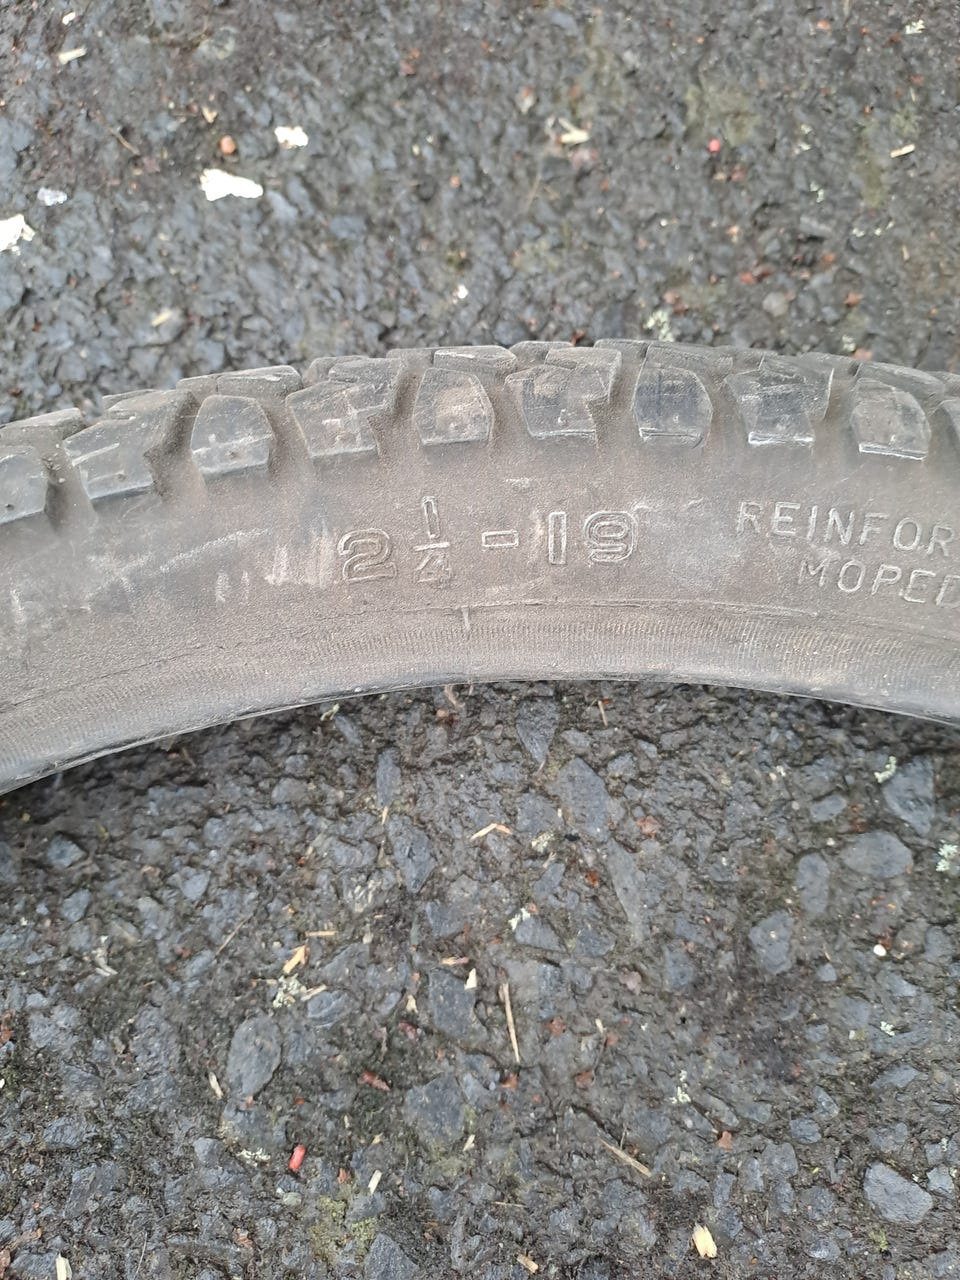 2 1/4 - 19
REINFOR
MOPED